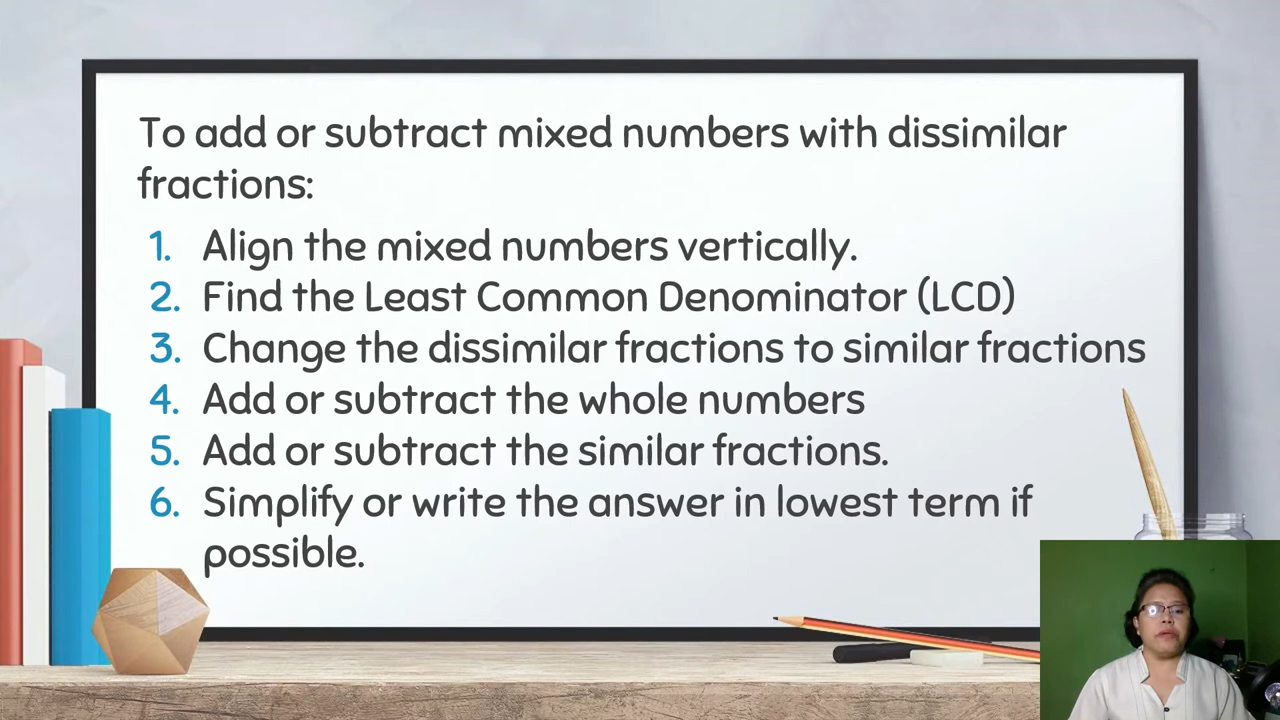 To add or subtract mixed numbers with dissimilar
fractions:
1. Align the mixed numbers vertically.
2. Find the Least Common Denominator (LCD)
3. Change the dissimilar fractions to similar fractions
4. Add or subtract the whole numbers
5. Add or subtract the similar fractions.
6. Simplify or write the answer in lowest term if
possible.